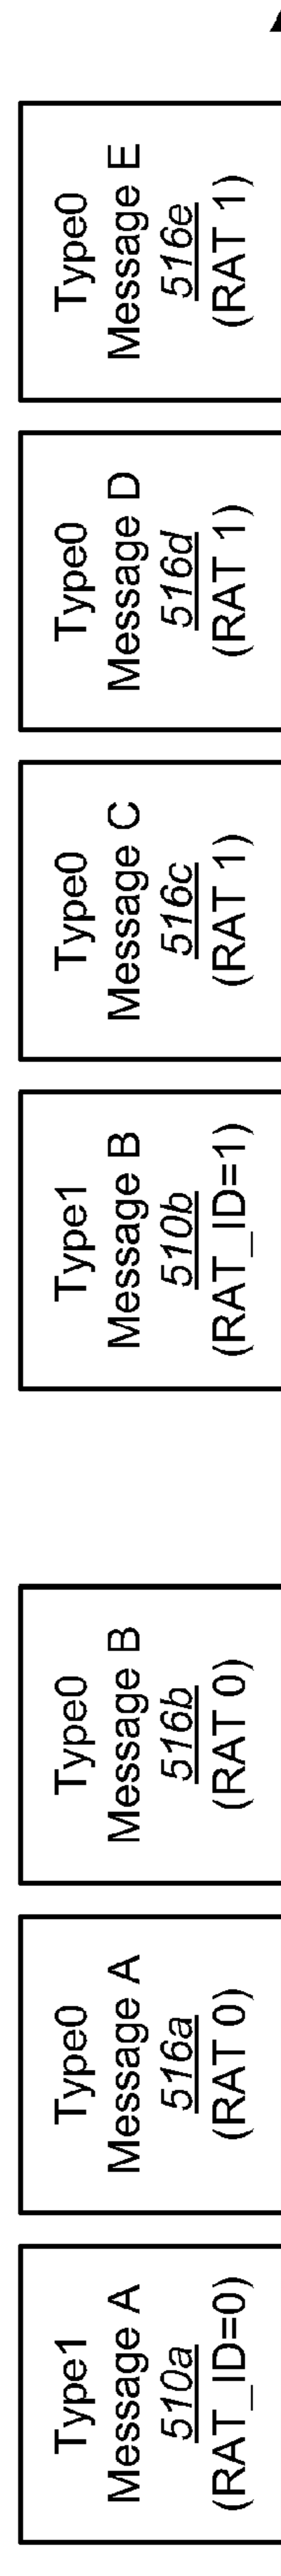 Type1
Message A
510a
(RAT_ID=0)
Type0
Message A
516a
(RAT 0)
Type0
Message B
516b
(RAT 0)
Type1
Message B
510b
(RAT_ID=1)
Type0
Message C
516c
(RAT 1)
Type0
Message D
516d
(RAT 1)
Type0
Message E
516e
(RAT 1)